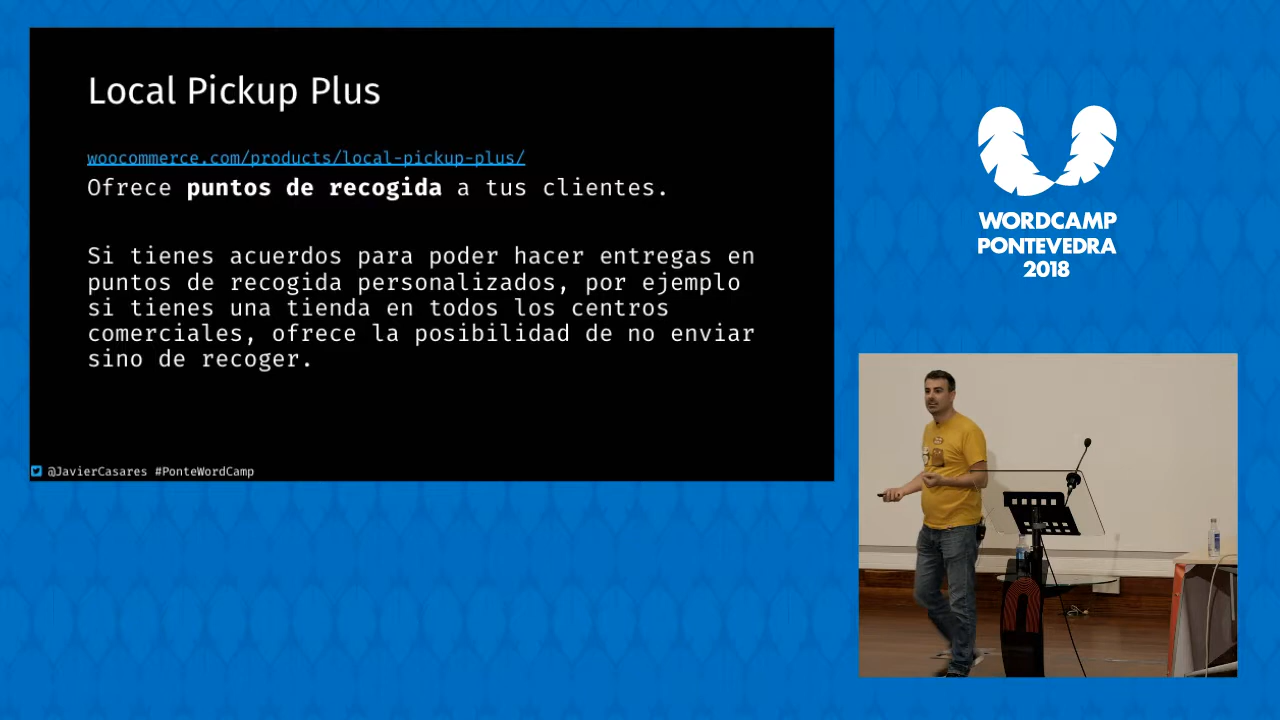 Local Pickup Plus
woocommerce.com/products/local-pickup-plus/
Ofrece puntos de recogida a tus clientes.
Si tienes acuerdos para poder hacer entregas en
puntos de recogida personalizados, por ejemplo
si tienes una tienda en todos los centros
comerciales, ofrece la posibilidad de no enviar
sino de recoger.
@JavierCasares #PonteWordCamp
WORDCAMP
PONTEVEDRA
2018